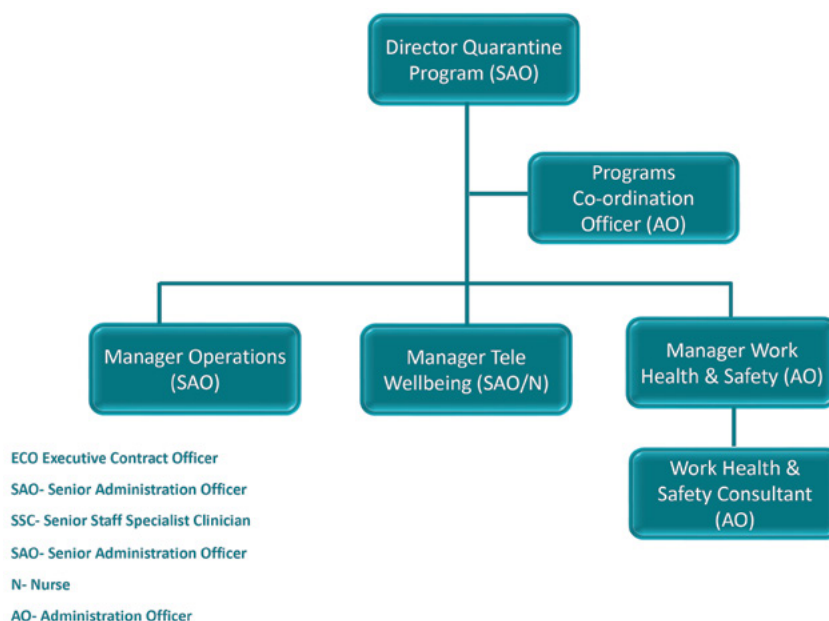 Director Quarantine
Program (SAO)
Programs
Co-ordination
Officer (AO)
Manager Operations
(SAO)
Manager Tele
Wellbeing (SAO/N)
Manager Work
Health & Safety (AO)
Work Health &
Safety Consultant
(AO)
ECO Executive Contract Officer
SAO- Senior Administration Officer
SSC- Senior Staff Specialist Clinician
SAO- Senior Administration Officer
N- Nurse
AO- Administration Officer